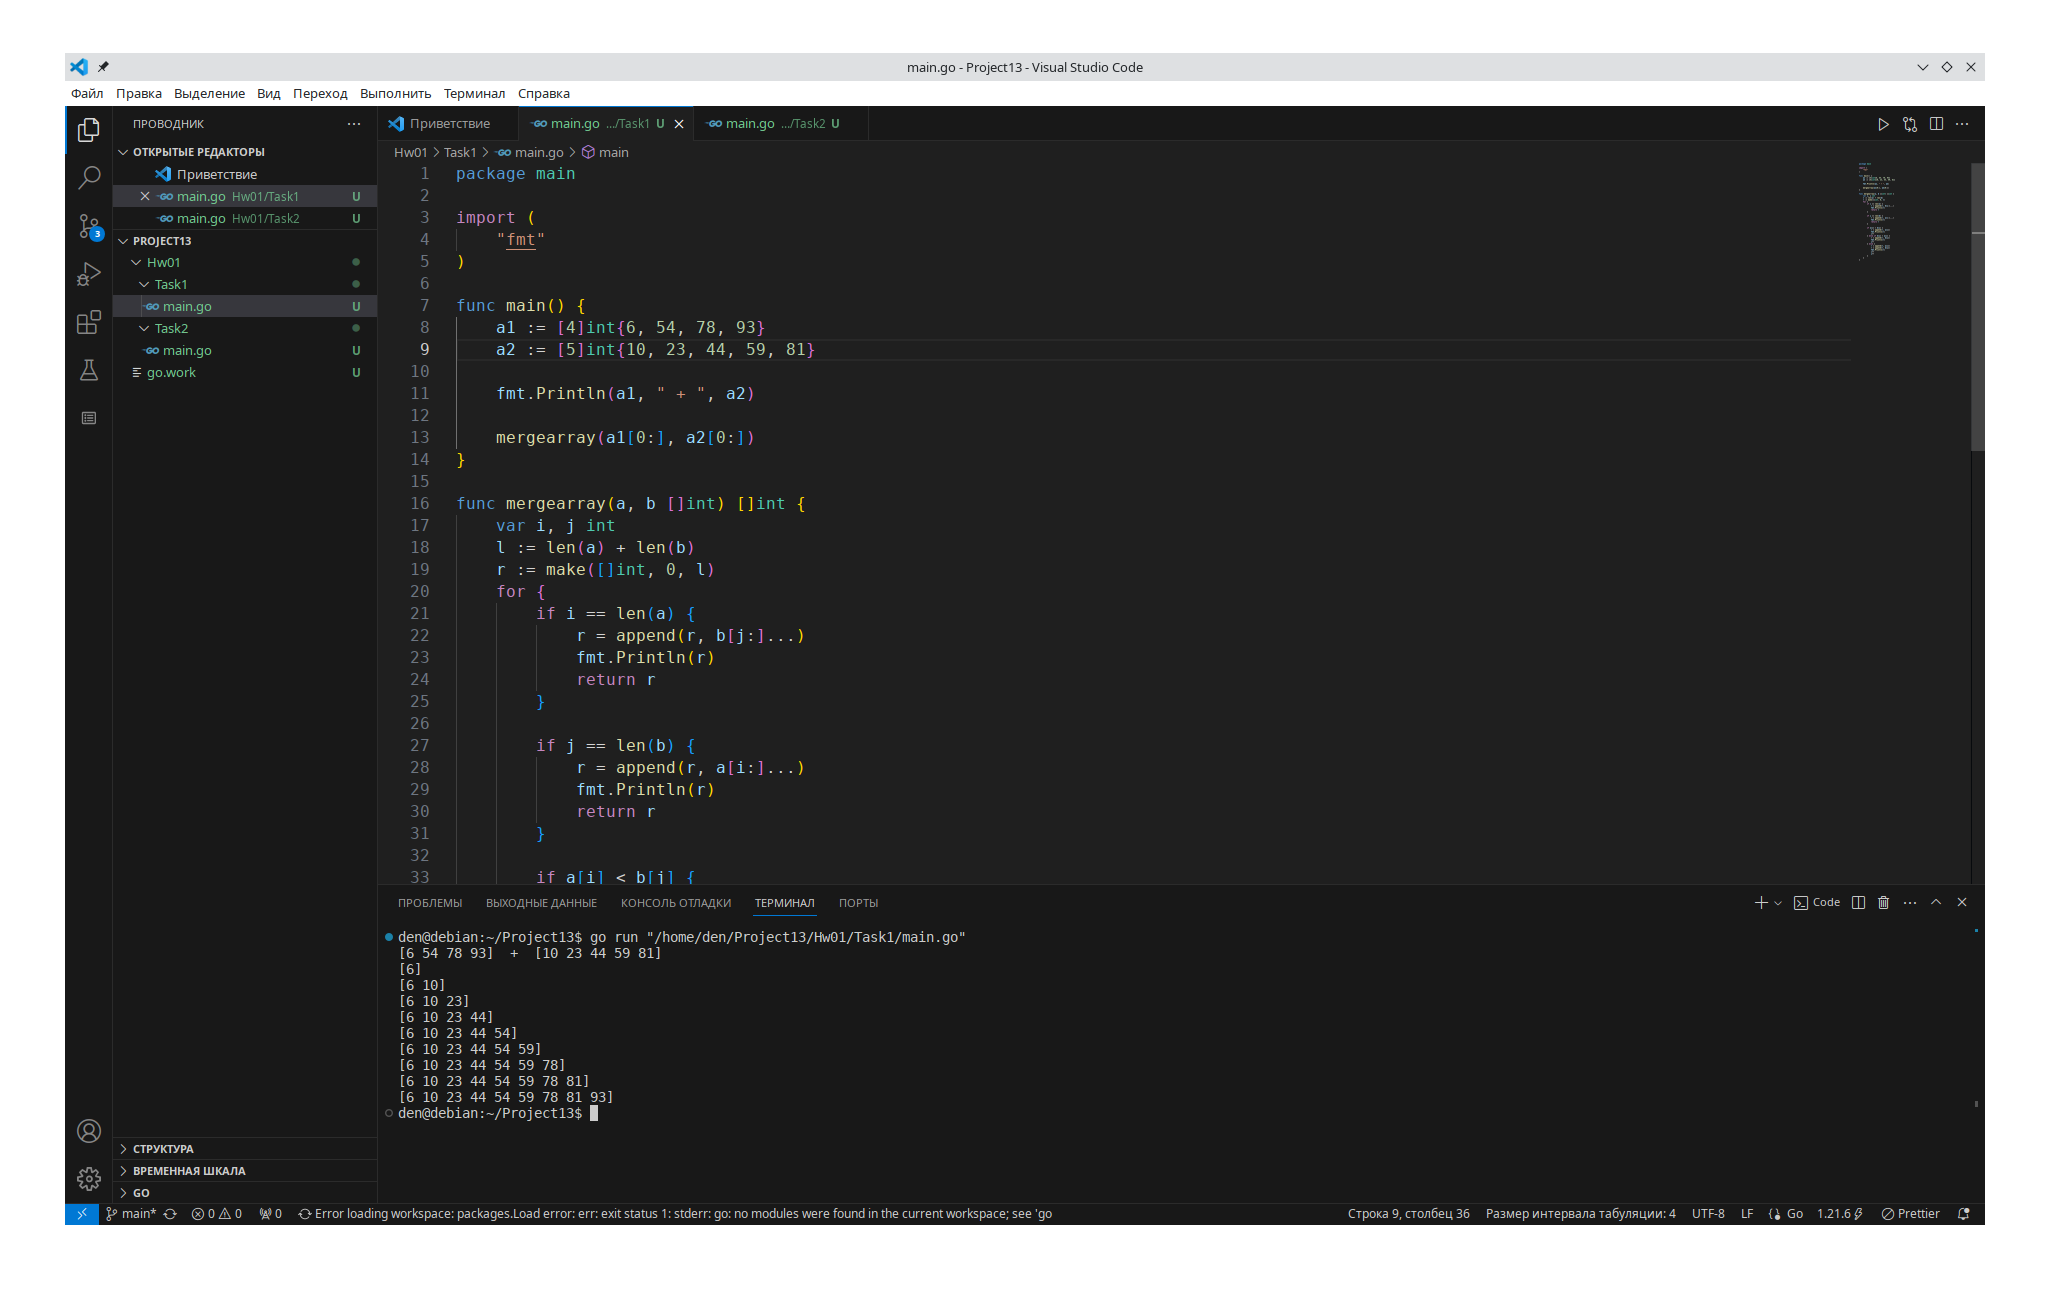 main.go - Project13 - Visual Studio Code
Файл Правка Выделение Вид Переход Выполнить Терминал Справка
ПРОВОДНИК
ОТКРЫТЫЕ РЕДАКТОРЫ
Приветствие
main.go Hw01/Task1 U
main.go Hw01/Task2 U
3
PROJECT13
Hw01
Task1
main.go U
Task2
main.go U
go.work U
СТРУКТУРА
ВРЕМЕННАЯ ШКАЛА
GO
Приветствие main.go .../Task1 U main.go .../Task2 U
Hw01 > Task1 > main.go > main
1 package main
2
3 import (
4 "fmt"
5 )
6
7 func main() {
8 a1 := [4]int{6, 54, 78, 93}
9 a2 := [5]int{10, 23, 44, 59, 81}
10
11 fmt.Println(a1, " + ", a2)
12
13 mergearray(a1[0:], a2[0:])
14 }
15
16 func mergearray(a, b []int) []int {
17 var i, j int
18 l := len(a) + len(b)
19 r := make([]int, 0, l)
20 for {
21 if i == len(a) {
22 r = append(r, b[j:]...)
23 fmt.Println(r)
24 return r
25 }
26
27 if j == len(b) {
28 r = append(r, a[i:]...)
29 fmt.Println(r)
30 return r
31 }
32
33 if a[i] < b[j] {
ПРОБЛЕМЫ ВЫХОДНЫЕ ДАННЫЕ КОНСОЛЬ ОТЛАДКИ ТЕРМИНАЛ ПОРТЫ
Code
den@debian:~/Project13$ go run "/home/den/Project13/Hw01/Task1/main.go"
[6 54 78 93]  +  [10 23 44 59 81]
[6]
[6 10]
[6 10 23]
[6 10 23 44]
[6 10 23 44 54]
[6 10 23 44 54 59]
[6 10 23 44 54 59 78]
[6 10 23 44 54 59 78 81]
[6 10 23 44 54 59 78 81 93]
den@debian:~/Project13$
main* 0 0 0 Error loading workspace: packages.Load error: err: exit status 1: stderr: go: no modules were found in the current workspace; see 'go
Строка 9, столбец 36 Размер интервала табуляции: 4 UTF-8 LF Go 1.21.6 Prettier